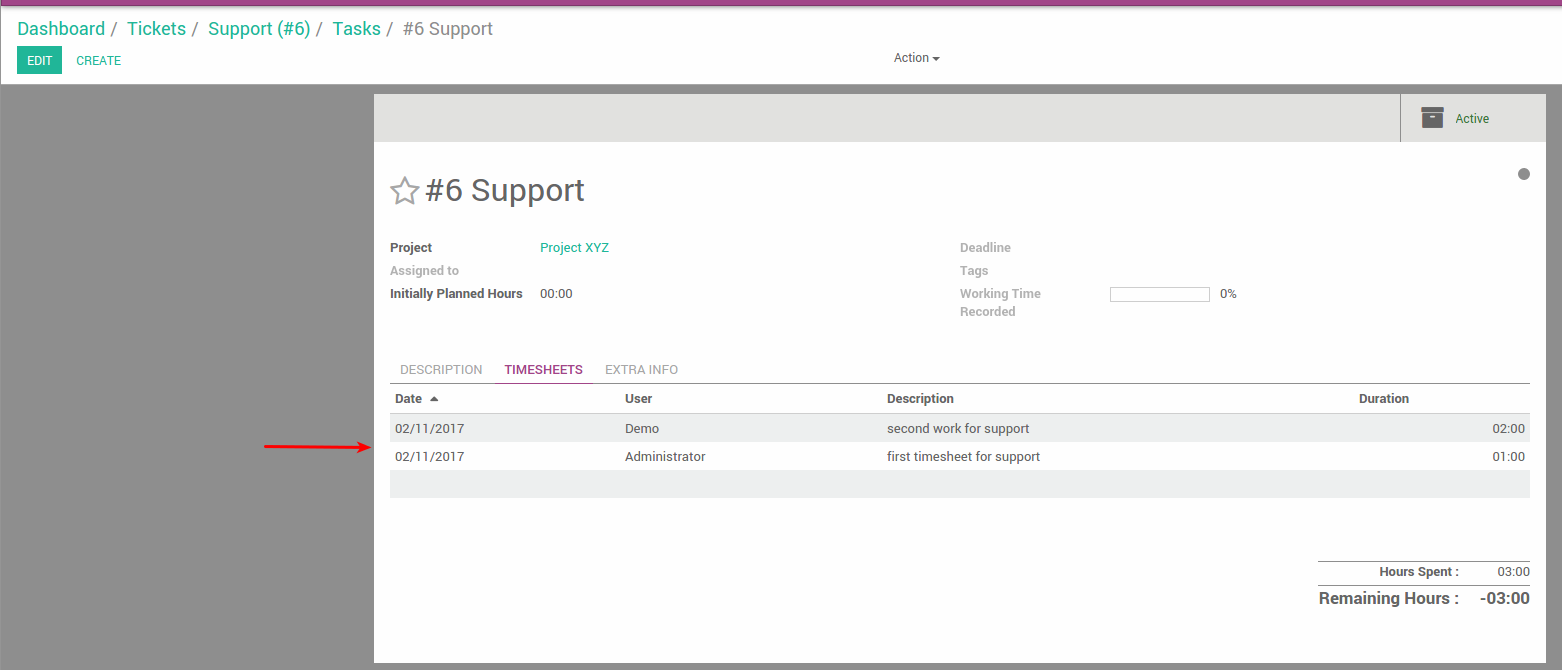 Dashboard / Tickets / Support (#6) / Tasks / #6 Support
EDIT CREATE Action
Active
#6 Support
Project Project XYZ Deadline
Assigned to Tags
Initially Planned Hours 00:00 Working Time 0%
Recorded
DESCRIPTION TIMESHEETS EXTRA INFO
Date User Description Duration
02/11/2017 Demo second work for support 02:00
02/11/2017 Administrator first timesheet for support 01:00
Hours Spent : 03:00
Remaining Hours : -03:00